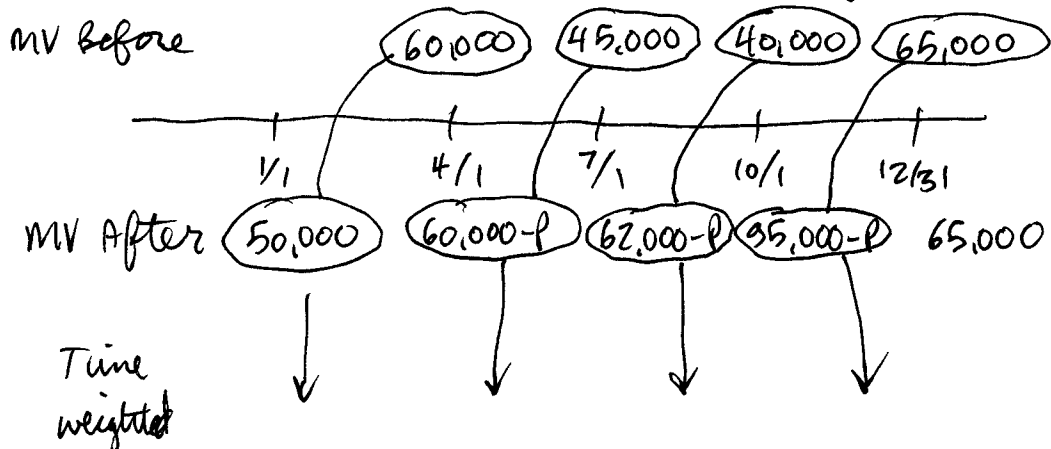 MV Before 60,000 45,000 40,000 65,000
1/1 4/1 7/1 10/1 12/31
MV After 50,000 60,000-P 62,000-P 95,000-P 65,000
Time
weighted